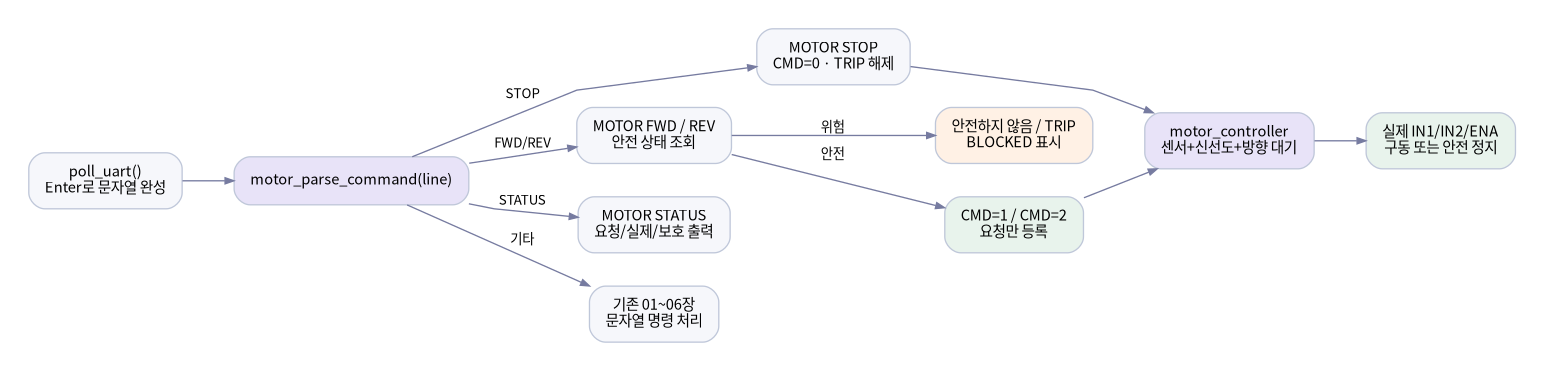 poll_uart()
Enter로 문자열 완성
motor_parse_command(line)
STOP
FWD/REV
STATUS
기타
MOTOR STOP
CMD=0 · TRIP 해제
MOTOR FWD / REV
안전 상태 조회
MOTOR STATUS
요청/실제/보호 출력
기존 01~06장
문자열 명령 처리
위험
안전
안전하지 않음 / TRIP
BLOCKED 표시
CMD=1 / CMD=2
요청만 등록
motor_controller
센서+신선도+방향 대기
실제 IN1/IN2/ENA
구동 또는 안전 정지